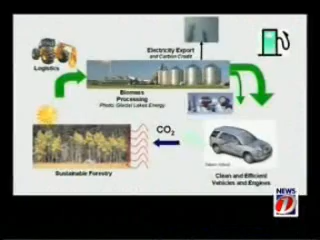 Electricity Export
and Carbon Credit
Logistics
Biomass
Processing
Photo: Glacial Lakes Energy
CO2
Sustainable Forestry
Clean and Efficient
Vehicles and Engines
NEWS